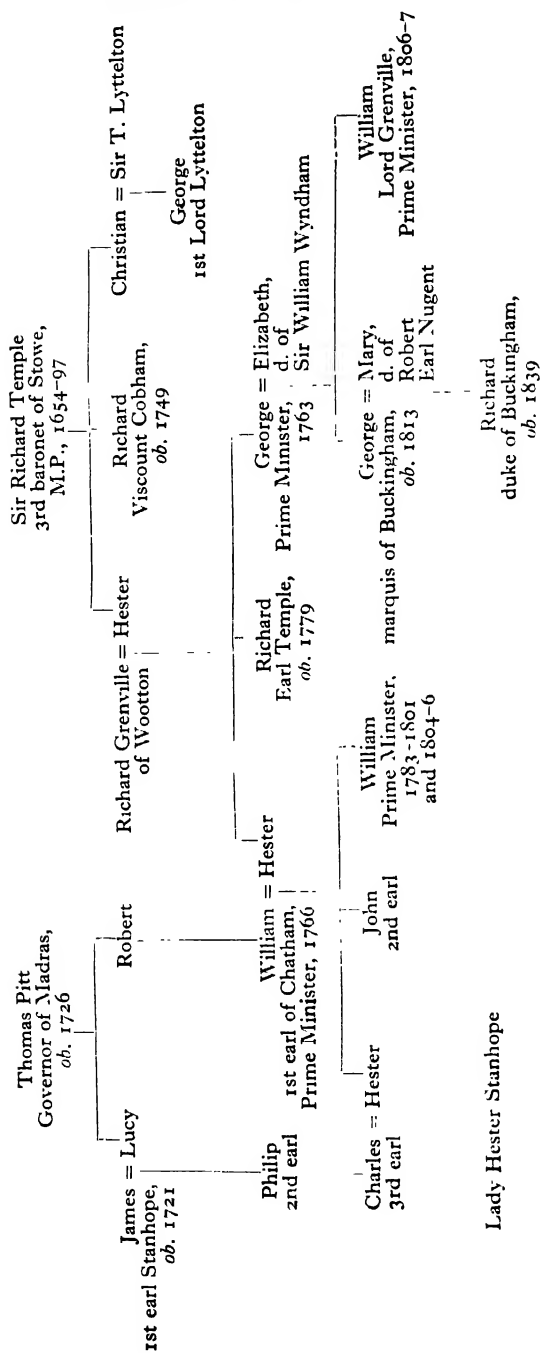 Thomas Pitt
Governor of Madras,
ob. 1726
Sir Richard Temple
3rd baronet of Stowe,
M.P., 1654-97
James = Lucy
1st earl Stanhope,
ob. 1721
Robert
Richard Grenville = Hester
of Wootton
Richard
Viscount Cobham,
ob. 1749
Christian = Sir T. Lyttelton
George
1st Lord Lyttelton
Philip
2nd earl
William = Hester
1st earl of Chatham,
Prime Minister, 1766
Richard
Earl Temple,
ob. 1779
George = Elizabeth,
Prime Minister, d. of
1763 Sir William Wyndham
Charles = Hester
3rd earl
John
2nd earl
William
Prime Minister,
1783-1801
and 1804-6
George = Mary,
marquis of Buckingham, d. of
ob. 1813 Robert
Earl Nugent
William
Lord Grenville,
Prime Minister, 1806-7
Lady Hester Stanhope
Richard
duke of Buckingham,
ob. 1839